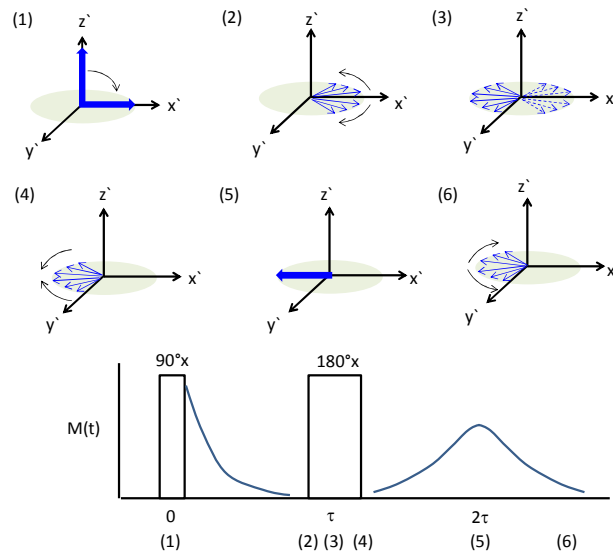 (1)
z`
x`
y`
(2)
z`
x`
y`
(3)
z`
x
y`
(4)
z`
x`
y`
(5)
z`
x`
y`
(6)
z`
x
y`
90°x
180°x
M(t)
0
τ
2τ
(1)
(2) (3) (4)
(5)
(6)